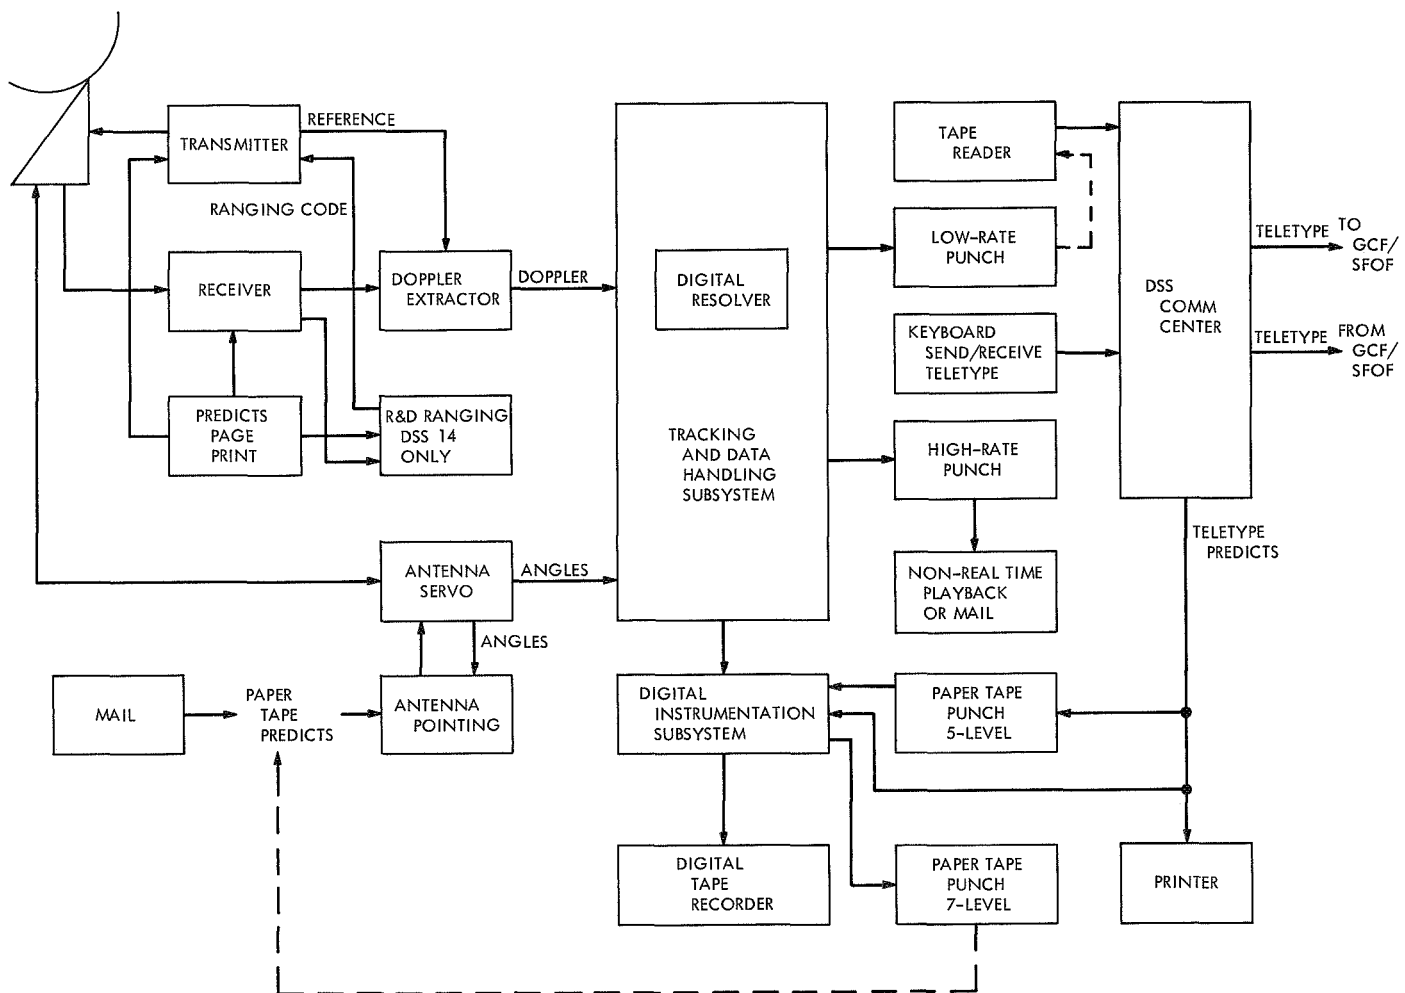 TRANSMITTER
REFERENCE
RANGING CODE
RECEIVER
DOPPLER
EXTRACTOR
DOPPLER
PREDICTS
PAGE
PRINT
R&D RANGING
DSS 14
ONLY
DIGITAL
RESOLVER
TRACKING
AND DATA
HANDLING
SUBSYSTEM
TAPE
READER
LOW-RATE
PUNCH
KEYBOARD
SEND/RECEIVE
TELETYPE
HIGH-RATE
PUNCH
NON-REAL TIME
PLAYBACK
OR MAIL
DSS
COMM
CENTER
TELETYPE TO
GCF/
SFOF
TELETYPE FROM
GCF/
SFOF
TELETYPE
PREDICTS
ANTENNA
SERVO
ANGLES
ANGLES
MAIL
PAPER
TAPE
PREDICTS
ANTENNA
POINTING
DIGITAL
INSTRUMENTATION
SUBSYSTEM
PAPER TAPE
PUNCH
5-LEVEL
DIGITAL
TAPE
RECORDER
PAPER TAPE
PUNCH
7-LEVEL
PRINTER